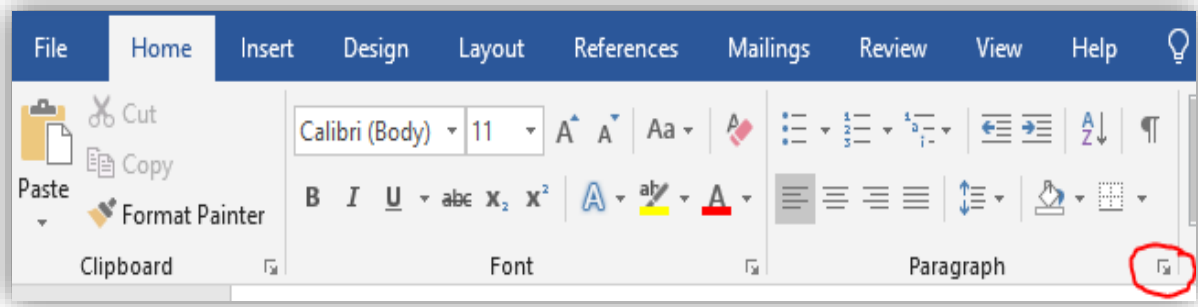 File Home Insert Design Layout References Mailings Review View Help
Cut
Calibri (Body) 11 A A Aa A
Copy
Paste
Format Painter
B I U abc X₂ X² A ab A
Clipboard Font Paragraph